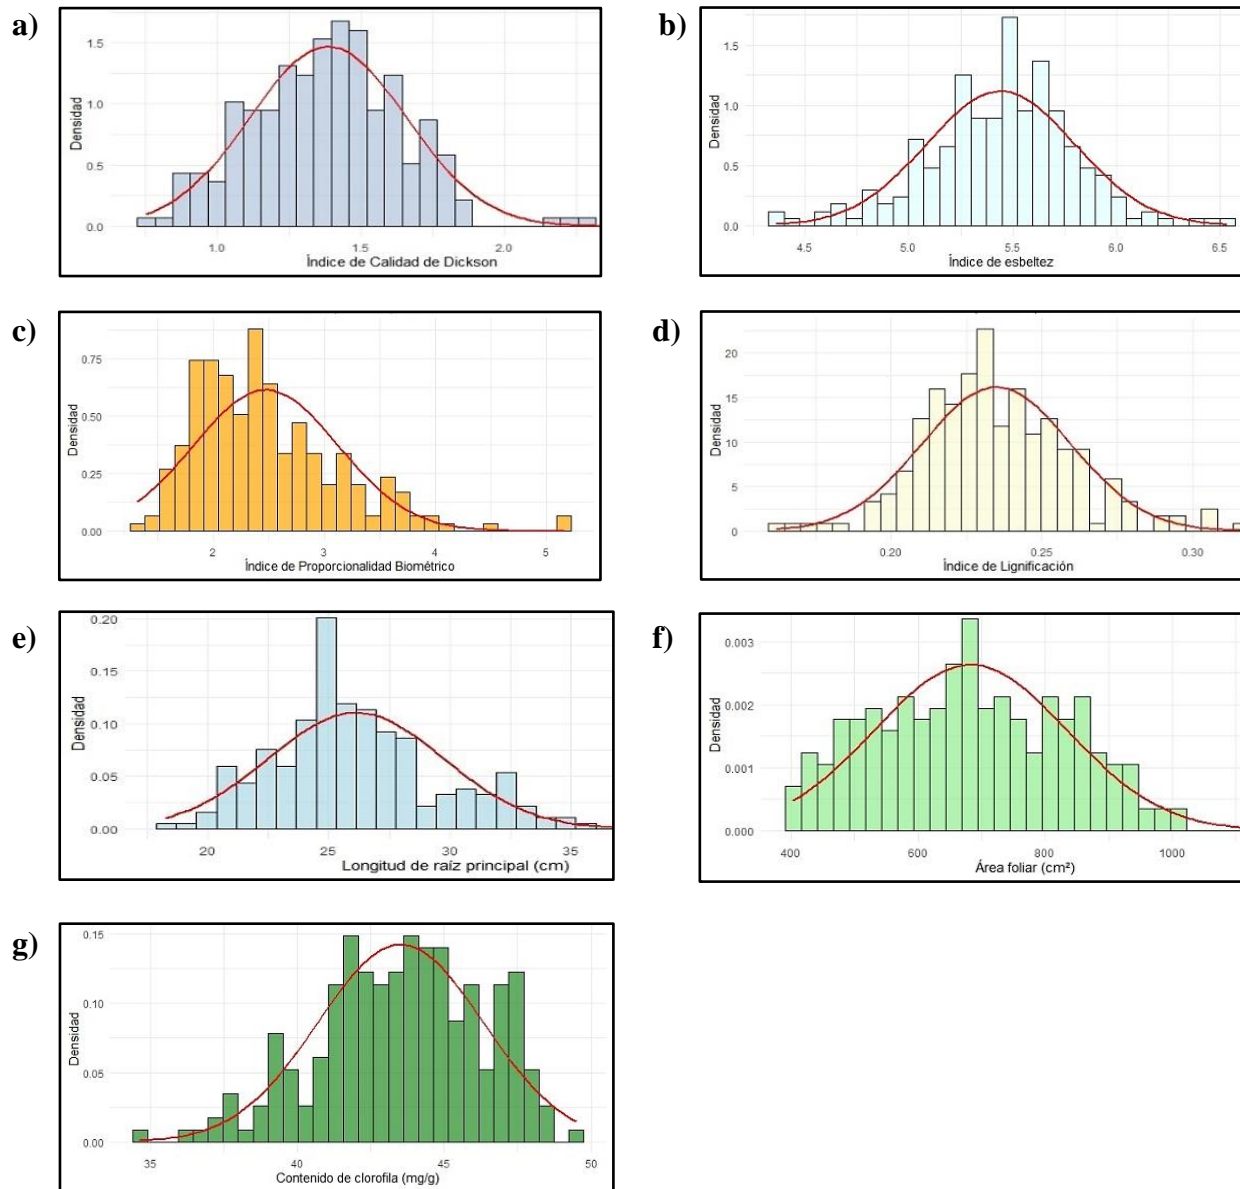 a)
Densidad
1.5
1.0
0.5
0.0
1.0 1.5 2.0
Índice de Calidad de Dickson
b)
Densidad
1.5
1.0
0.5
0.0
4.5 5.0 5.5 6.0 6.5
Índice de esbeltez
c)
Densidad
0.75
0.50
0.25
0.00
2 3 4 5
Índice de Proporcionalidad Biométrico
d)
Densidad
20
15
10
5
0
0.20 0.25 0.30
Índice de Lignificación
e)
Densidad
0.20
0.15
0.10
0.05
0.00
20 25 30 35
Longitud de raíz principal (cm)
f)
Densidad
0.003
0.002
0.001
0.000
400 600 800 1000
Área foliar (cm²)
g)
Densidad
0.15
0.10
0.05
0.00
35 40 45 50
Contenido de clorofila (mg/g)